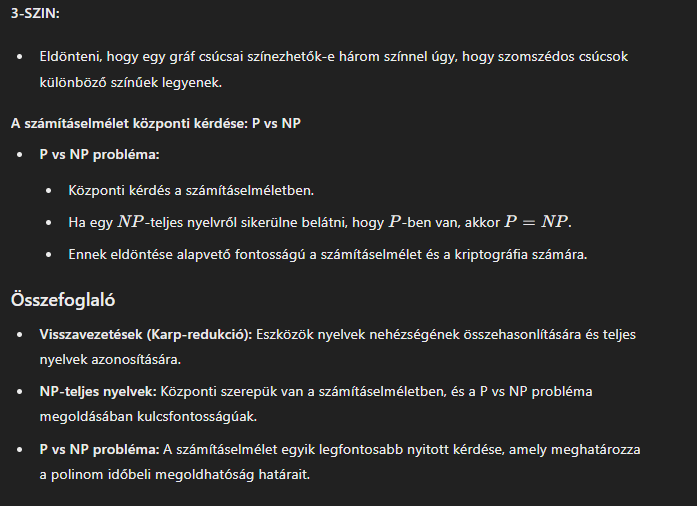 3-SZIN:
• Eldönteni, hogy egy gráf csúcsai színezhetők-e három színnel úgy, hogy szomszédos csúcsok
különböző színűek legyenek.
A számításelmélet központi kérdése: P vs NP
• P vs NP probléma:
• Központi kérdés a számításelméletben.
• Ha egy NP-teljes nyelvről sikerülne belátni, hogy P-ben van, akkor P = NP.
• Ennek eldöntése alapvető fontosságú a számításelmélet és a kriptográfia számára.
Összefoglaló
• Visszavezetések (Karp-redukció): Eszközök nyelvek nehézségének összehasonlítására és teljes
nyelvek azonosítására.
• NP-teljes nyelvek: Központi szerepük van a számításelméletben, és a P vs NP probléma
megoldásában kulcsfontosságúak.
• P vs NP probléma: A számításelmélet egyik legfontosabb nyitott kérdése, amely meghatározza
a polinom időbeli megoldhatóság határait.